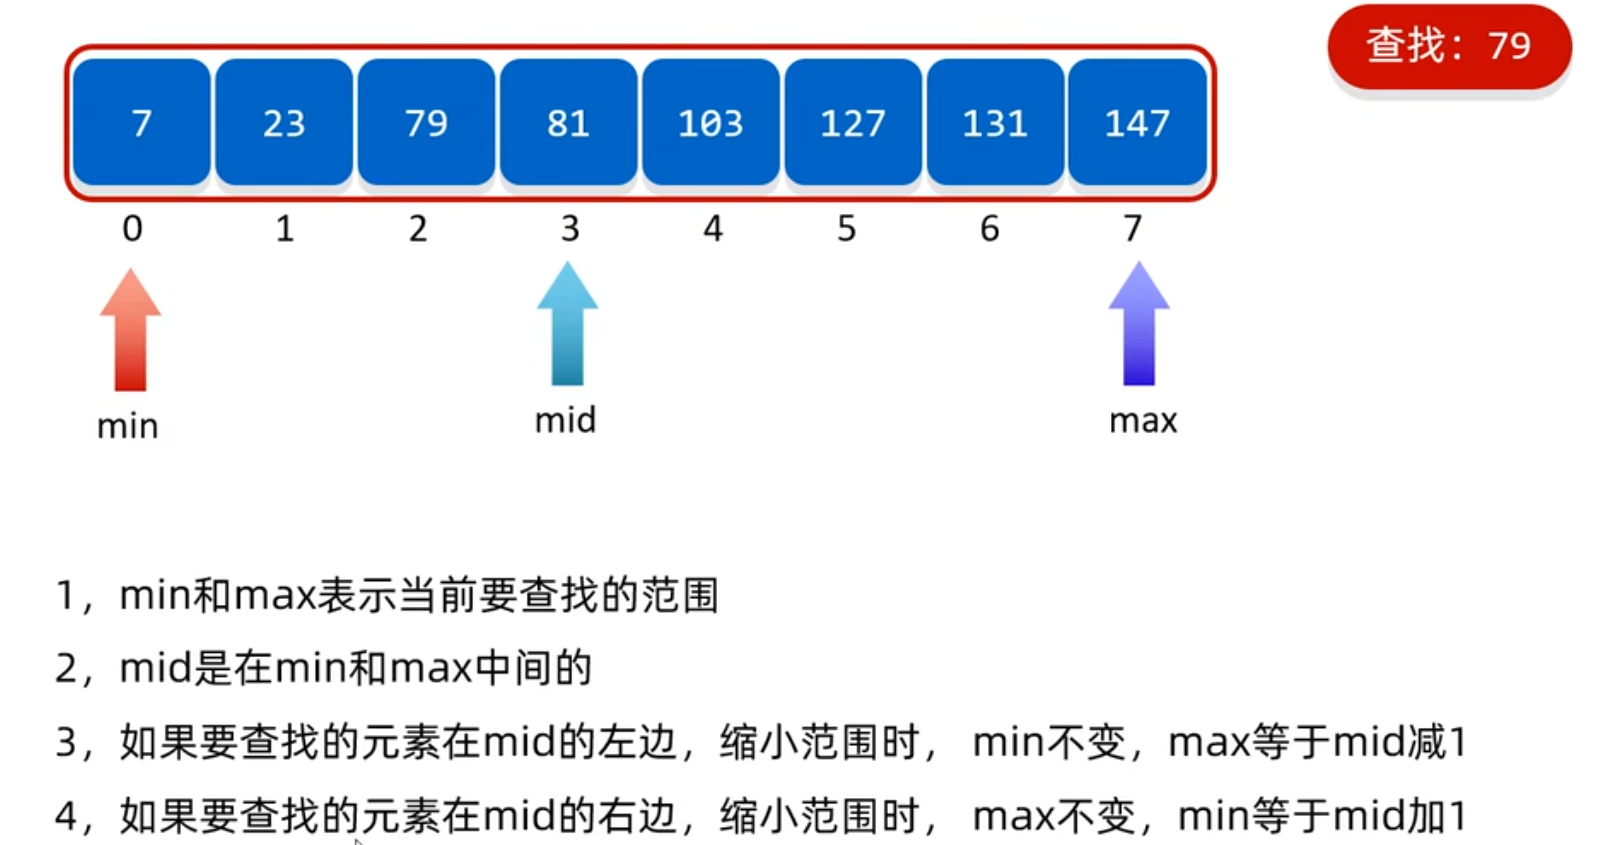 查找：79
7 23 79 81 103 127 131 147
0 1 2 3 4 5 6 7
min mid max
1，min和max表示当前要查找的范围
2，mid是在min和max中间的
3，如果要查找的元素在mid的左边，缩小范围时， min不变，max等于mid减1
4，如果要查找的元素在mid的右边，缩小范围时， max不变，min等于mid加1